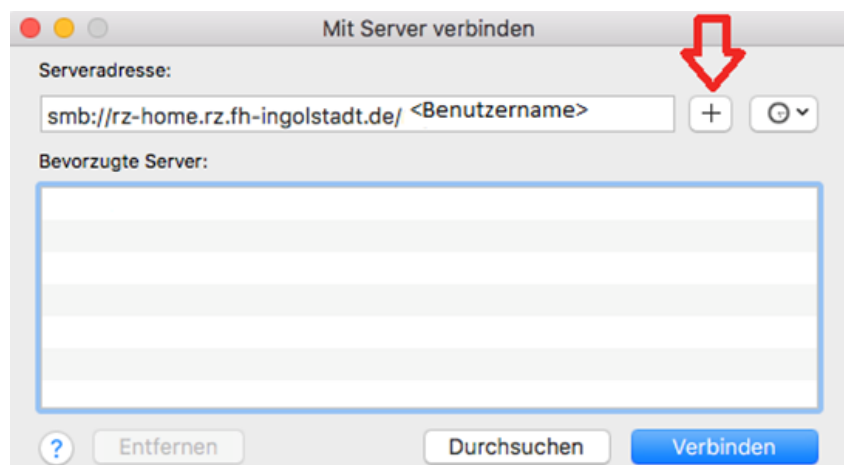 Mit Server verbinden
Serveradresse:
smb://rz-home.rz.fh-ingolstadt.de/ <Benutzername>
Bevorzugte Server:
? Entfernen Durchsuchen Verbinden